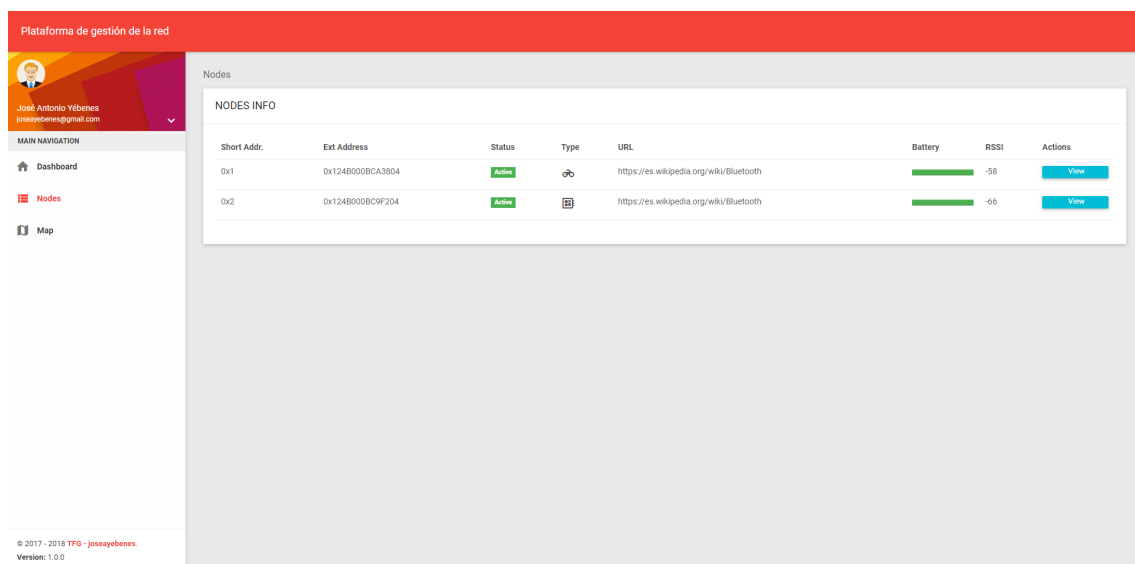 Plataforma de gestión de la red
José Antonio Yébenes
joseayebenes@gmail.com
MAIN NAVIGATION
Dashboard
Nodes
Map
© 2017 - 2018 TFG - joseayebenes.
Version: 1.0.0
Nodes
NODES INFO
Short Addr. Ext Address Status Type URL Battery RSSI Actions
0x1 0x124B000BCA3804 Active https://es.wikipedia.org/wiki/Bluetooth -58 View
0x2 0x124B000BC9F204 Active https://es.wikipedia.org/wiki/Bluetooth -66 View